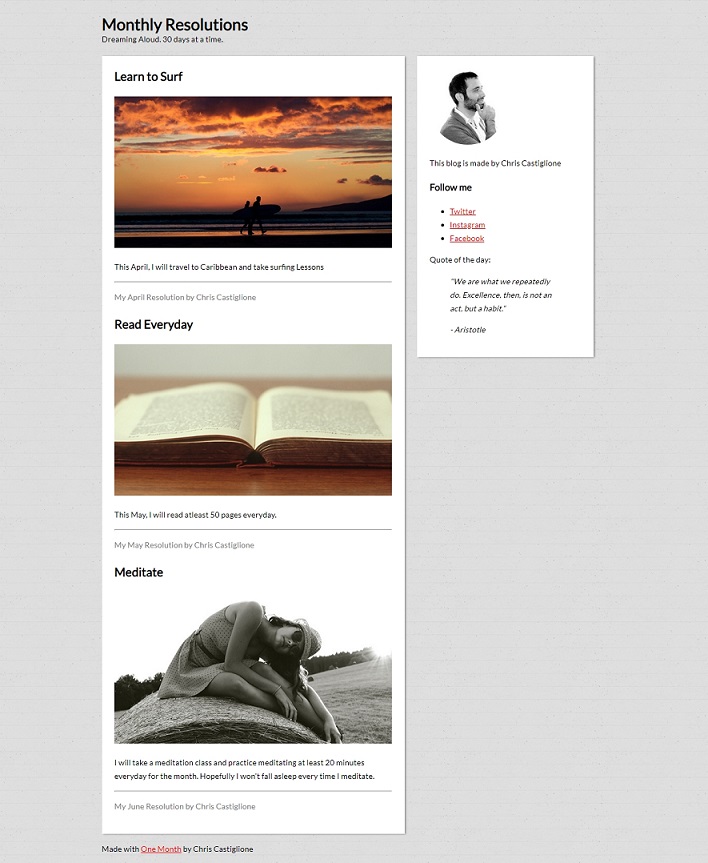 Monthly Resolutions
Dreaming Aloud. 30 days at a time.
Learn to Surf
This April, I will travel to Caribbean and take surfing Lessons
My April Resolution by Chris Castiglione
Read Everyday
This May, I will read atleast 50 pages everyday.
My May Resolution by Chris Castiglione
Meditate
I will take a meditation class and practice meditating at least 20 minutes
everyday for the month. Hopefully I won't fall asleep every time I meditate.
My June Resolution by Chris Castiglione
This blog is made by Chris Castiglione
Follow me
Twitter
Instagram
Facebook
Quote of the day:
"We are what we repeatedly
do. Excellence, then, is not an
act, but a habit."
- Aristotle
Made with One Month by Chris Castiglione